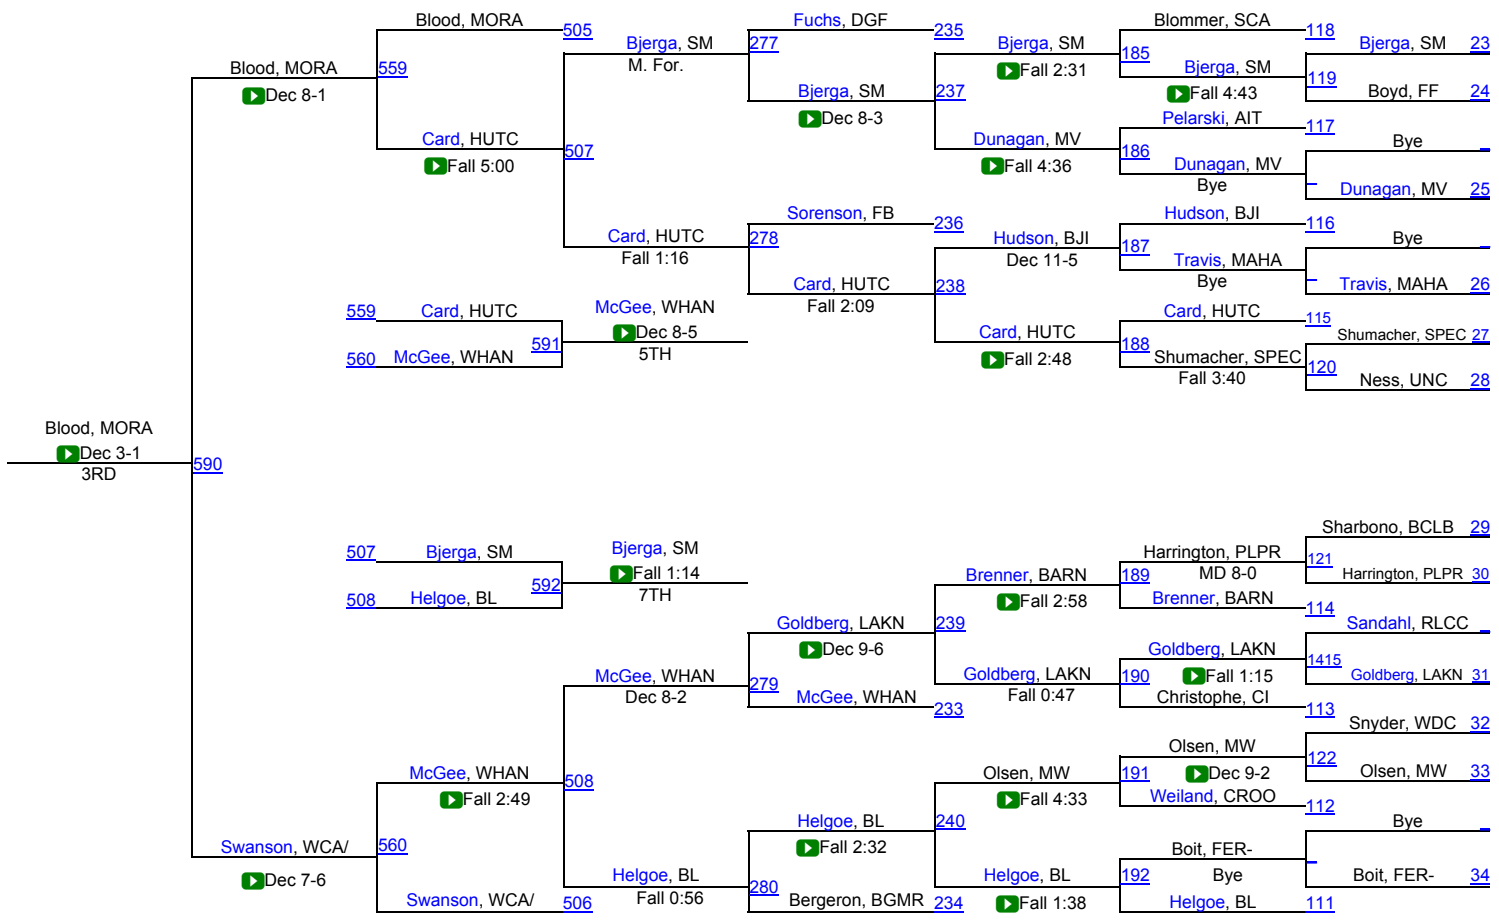 Blood, MORA
505
Fuchs, DGF
235
Blommer, SCA
118
Bjerga, SM
277
Bjerga, SM
185
Bjerga, SM
23
Blood, MORA
559
M. For.
Fall 2:31
Bjerga, SM
119
Dec 8-1
Bjerga, SM
237
Fall 4:43
Boyd, FF
24
Dec 8-3
Pelarski, AIT
117
Card, HUTC
507
Dunagan, MV
186
Bye
Fall 5:00
Fall 4:36
Dunagan, MV
Bye
Dunagan, MV
25
Sorenson, FB
236
Hudson, BJI
116
Card, HUTC
278
Hudson, BJI
187
Bye
Fall 1:16
Dec 11-5
Travis, MAHA
Card, HUTC
238
Bye
Travis, MAHA
26
559
Card, HUTC
McGee, WHAN
Fall 2:09
Card, HUTC
115
Dec 8-5
Card, HUTC
188
Shumacher, SPEC
27
560
McGee, WHAN
591
5TH
Fall 2:48
Shumacher, SPEC
120
Fall 3:40
Ness, UNC
28
Blood, MORA
Dec 3-1
590
3RD
Sharbono, BCLB
29
507
Bjerga, SM
Bjerga, SM
Harrington, PLPR
121
592
Fall 1:14
Brenner, BARN
189
MD 8-0
Harrington, PLPR
30
508
Helgoe, BL
7TH
Fall 2:58
Brenner, BARN
114
Goldberg, LAKN
239
Sandahl, RLCC
Dec 9-6
Goldberg, LAKN
1415
McGee, WHAN
279
Goldberg, LAKN
190
Fall 1:15
Goldberg, LAKN
31
Dec 8-2
McGee, WHAN
233
Fall 0:47
Christophe, CI
113
Snyder, WDC
32
Olsen, MW
122
McGee, WHAN
508
Olsen, MW
191
Dec 9-2
Olsen, MW
33
Fall 2:49
Fall 4:33
Weiland, CROO
112
Helgoe, BL
240
Bye
Swanson, WCA/
560
Fall 2:32
Boit, FER-
Dec 7-6
Helgoe, BL
280
Helgoe, BL
192
Bye
Boit, FER-
34
Swanson, WCA/
506
Fall 0:56
Bergeron, BGMR
234
Fall 1:38
Helgoe, BL
111